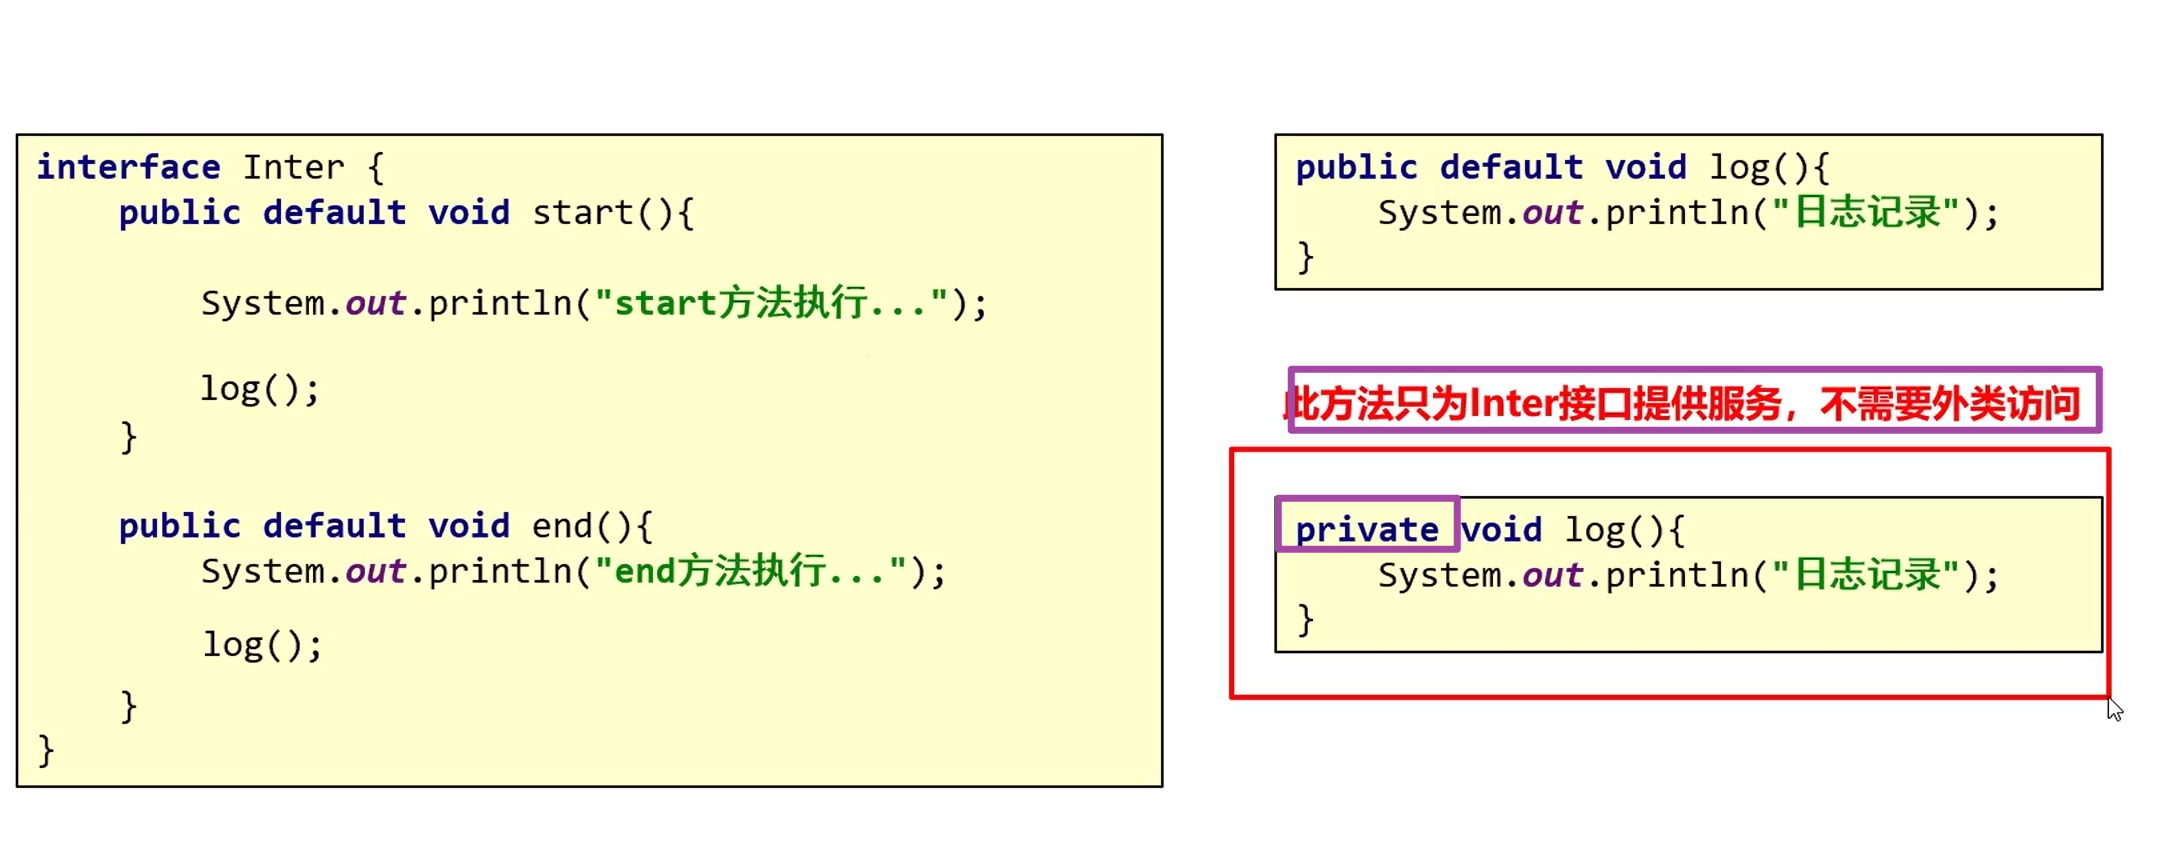 interface Inter {
public default void start(){
System.out.println("start方法执行...");
log();
}
public default void end(){
System.out.println("end方法执行...");
log();
}
}
public default void log(){
System.out.println("日志记录");
}
此方法只为Inter接口提供服务，不需要外类访问
private void log(){
System.out.println("日志记录");
}